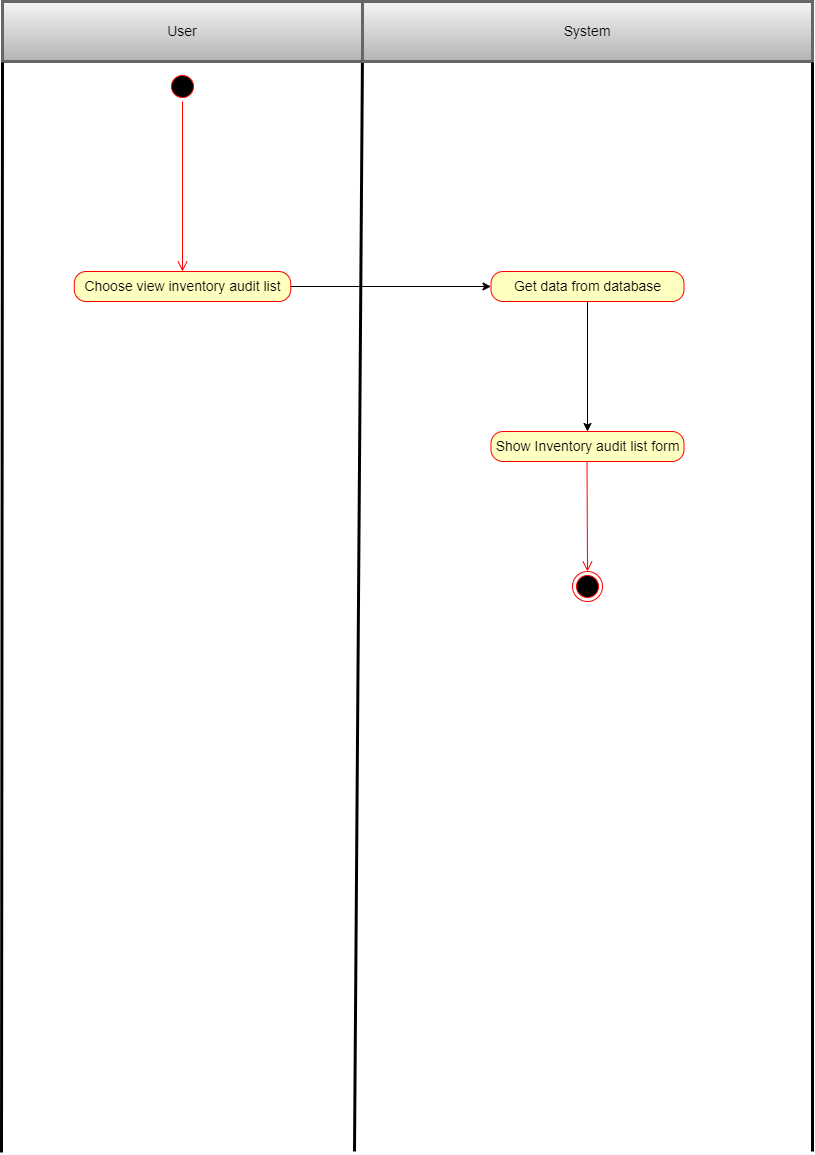 User
System
Choose view inventory audit list
Get data from database
Show Inventory audit list form